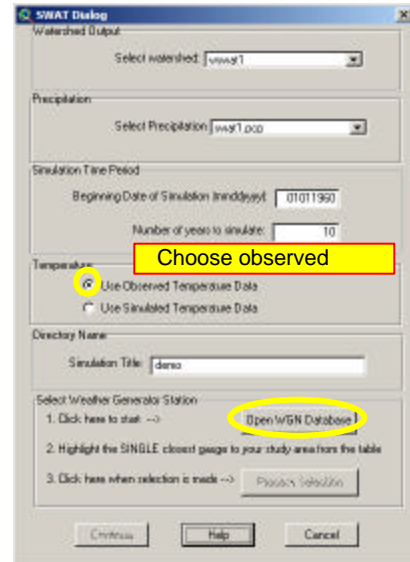 SWAT Dialog
Watershed Output
Select watershed:
Precipitation
Select Precipitation swat1.pcp
Simulation Time Period
Beginning Date of Simulation (mmddyyyy): 01011960
Number of years to simulate: 10
Choose observed
Temperature
Use Observed Temperature Data
Use Simulated Temperature Data
Directory Name
Simulation Title: demo
Select Weather Generator Station
1. Click here to start --> Open WGN Database
2. Highlight the SINGLE closest gauge to your study area from the table
3. Click here when selection is made --> Process Selection
Continue Help Cancel